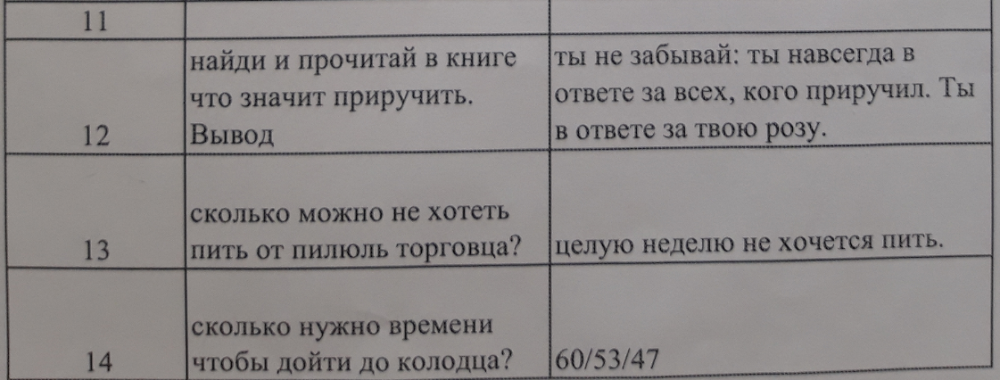 11
найди и прочитай в книге
что значит приручить.
12 Вывод
ты не забывай: ты навсегда в
ответе за всех, кого приручил. Ты
в ответе за твою розу.
сколько можно не хотеть
13 пить от пилюль торговца?
целую неделю не хочется пить.
сколько нужно времени
14 чтобы дойти до колодца?
60/53/47